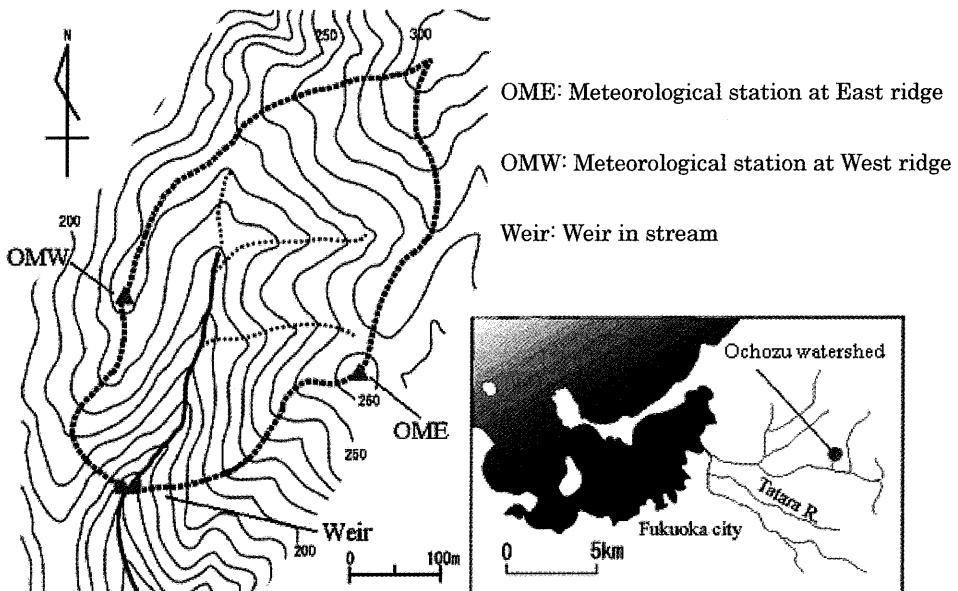 N
250
300
OME: Meteorological station at East ridge
OMW: Meteorological station at West ridge
200
Weir: Weir in stream
OMW
Ochozu watershed
260
OME
250
Tatara R.
Weir
Fukuoka city
200
0 100m
0 5km